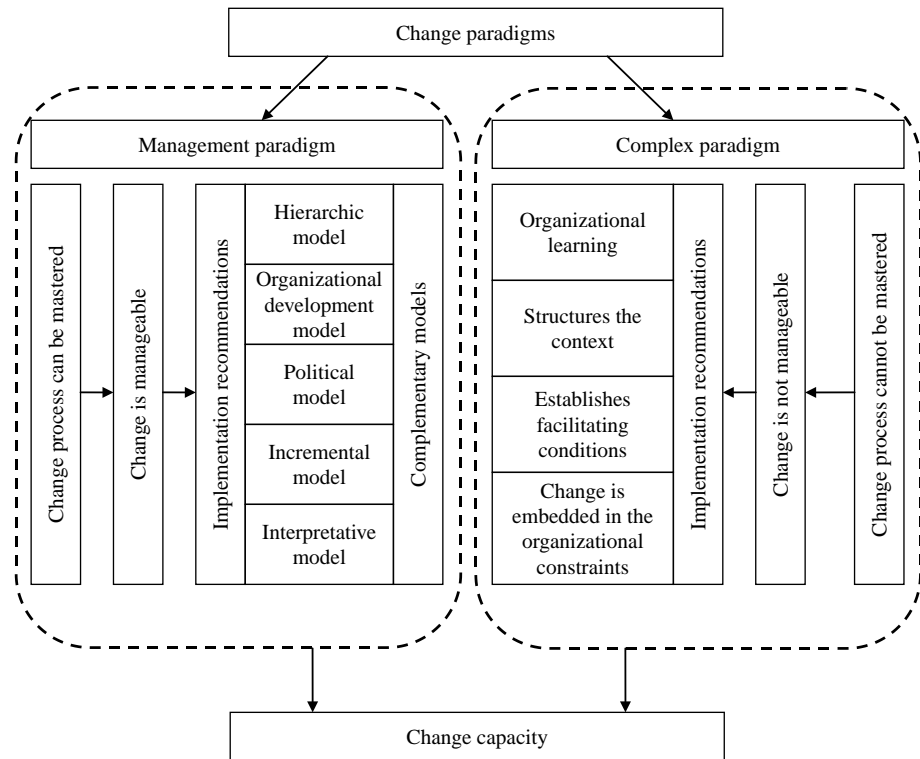 Change paradigms
Management paradigm
Change process can be mastered
Change is manageable
Implementation recommendations
Hierarchic
model
Organizational
development
model
Political
model
Incremental
model
Interpretative
model
Complementary models
Complex paradigm
Organizational
learning
Structures the
context
Establishes
facilitating
conditions
Change is
embedded in the
organizational
constraints
Implementation recommendations
Change is not manageable
Change process cannot be mastered
Change capacity